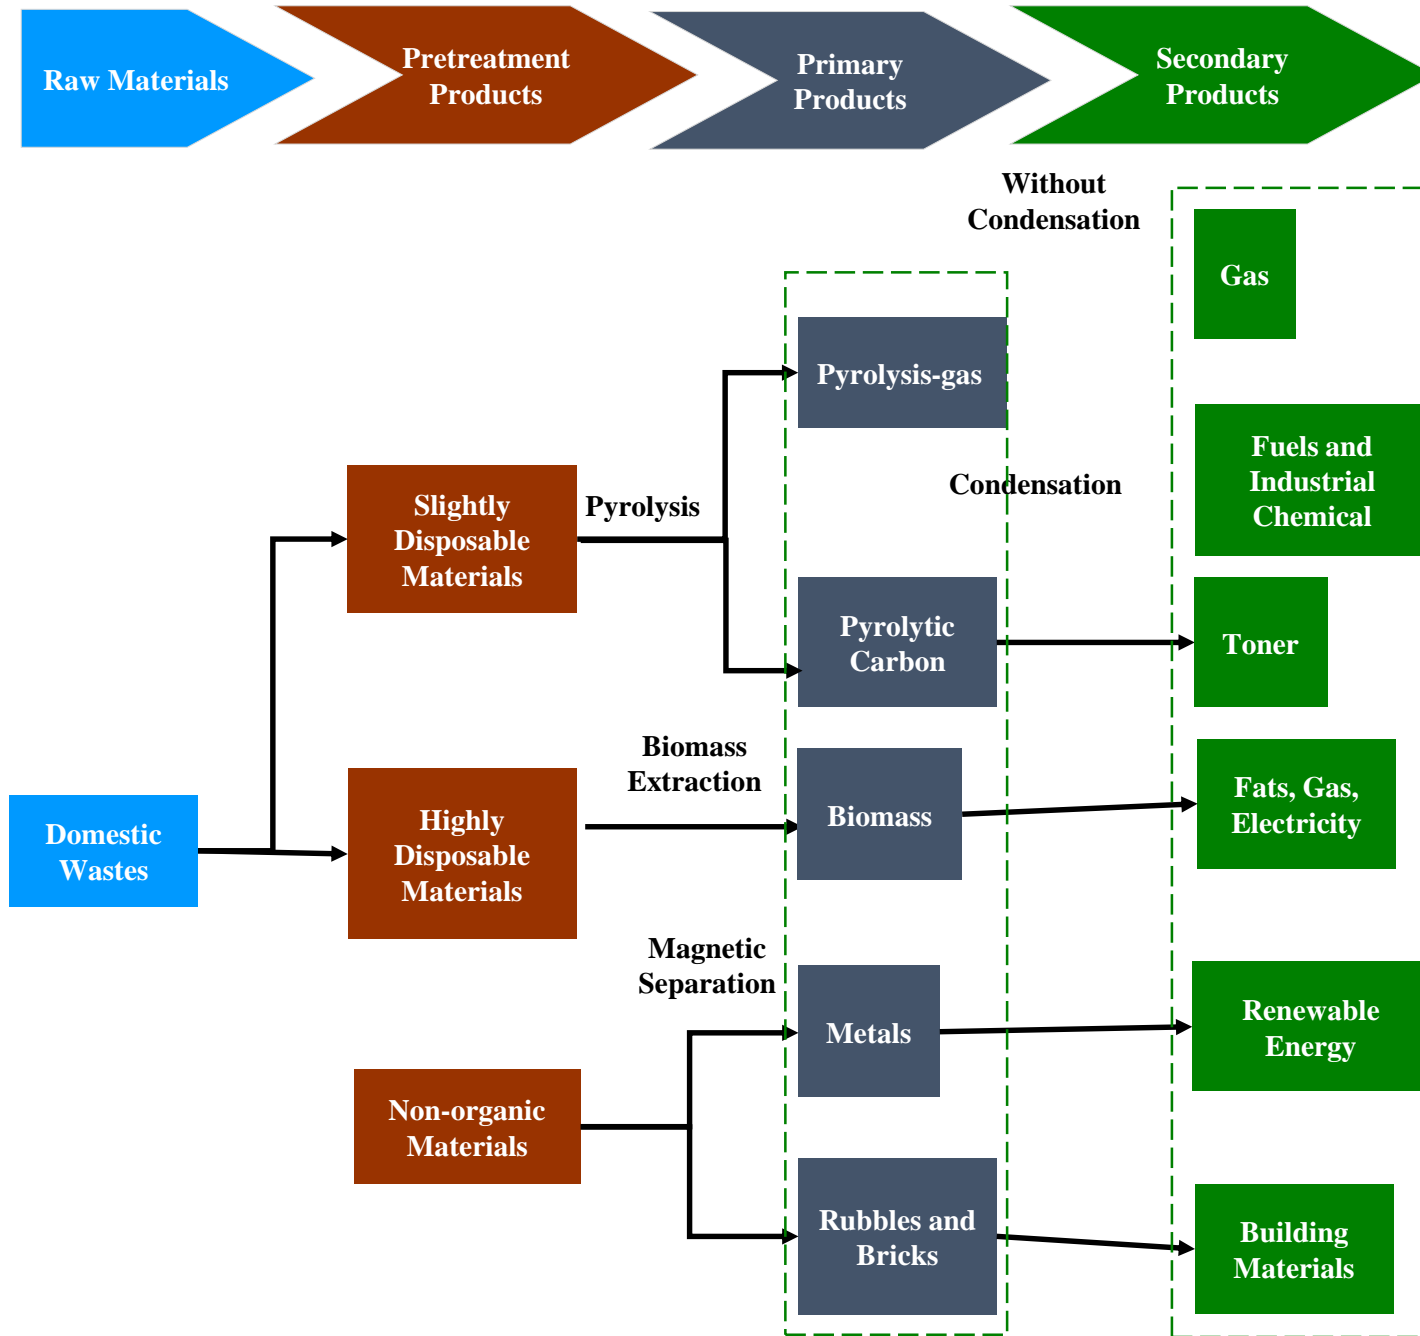 Raw Materials
Pretreatment
Products
Primary
Products
Secondary
Products
Without
Condensation
Gas
Pyrolysis-gas
Condensation
Fuels and
Industrial
Chemical
Slightly
Disposable
Materials
Pyrolysis
Pyrolytic
Carbon
Toner
Biomass
Extraction
Domestic
Wastes
Highly
Disposable
Materials
Biomass
Fats, Gas,
Electricity
Magnetic
Separation
Metals
Renewable
Energy
Non-organic
Materials
Rubbles and
Bricks
Building
Materials